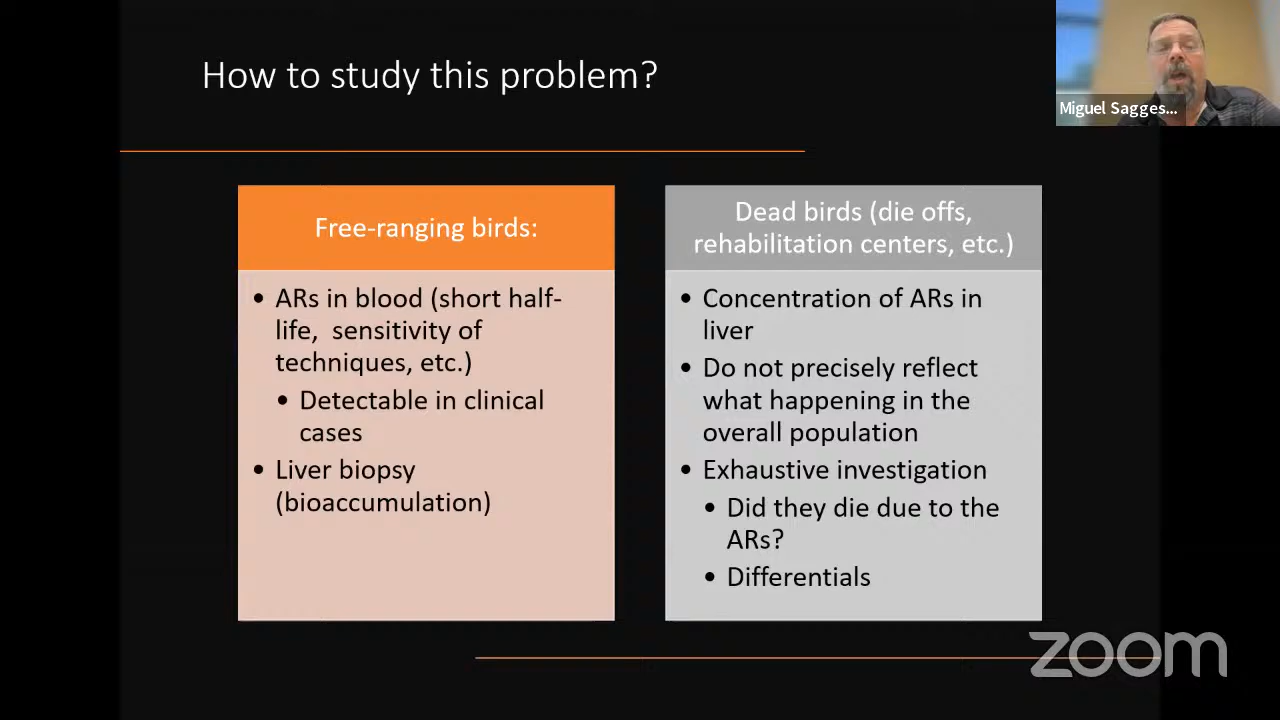 How to study this problem?
Miguel Sagges...
Free-ranging birds:
• ARs in blood (short half-
life,  sensitivity of
techniques, etc.)
• Detectable in clinical
cases
• Liver biopsy
(bioaccumulation)
Dead birds (die offs,
rehabilitation centers, etc.)
• Concentration of ARs in
liver
• Do not precisely reflect
what happening in the
overall population
• Exhaustive investigation
• Did they die due to the
ARs?
• Differentials
zoom